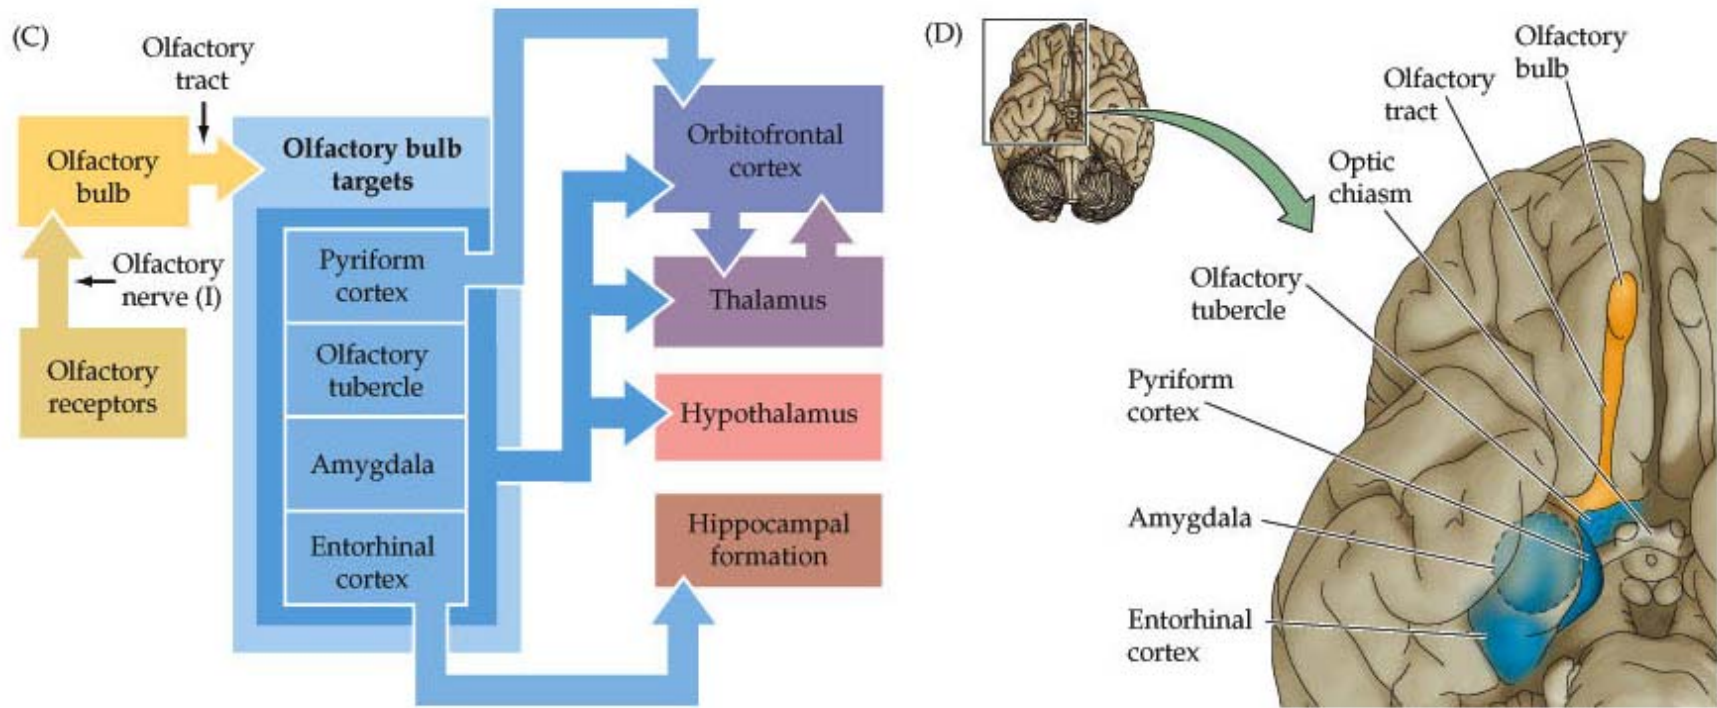 (C)
Olfactory
tract
Olfactory
bulb
Olfactory
nerve (I)
Olfactory
receptors
Olfactory bulb
targets
Pyriform
cortex
Olfactory
tubercle
Amygdala
Entorhinal
cortex
Orbitofrontal
cortex
Thalamus
Hypothalamus
Hippocampal
formation
(D)
Olfactory
bulb
Olfactory
tract
Optic
chiasm
Olfactory
tubercle
Pyriform
cortex
Amygdala
Entorhinal
cortex